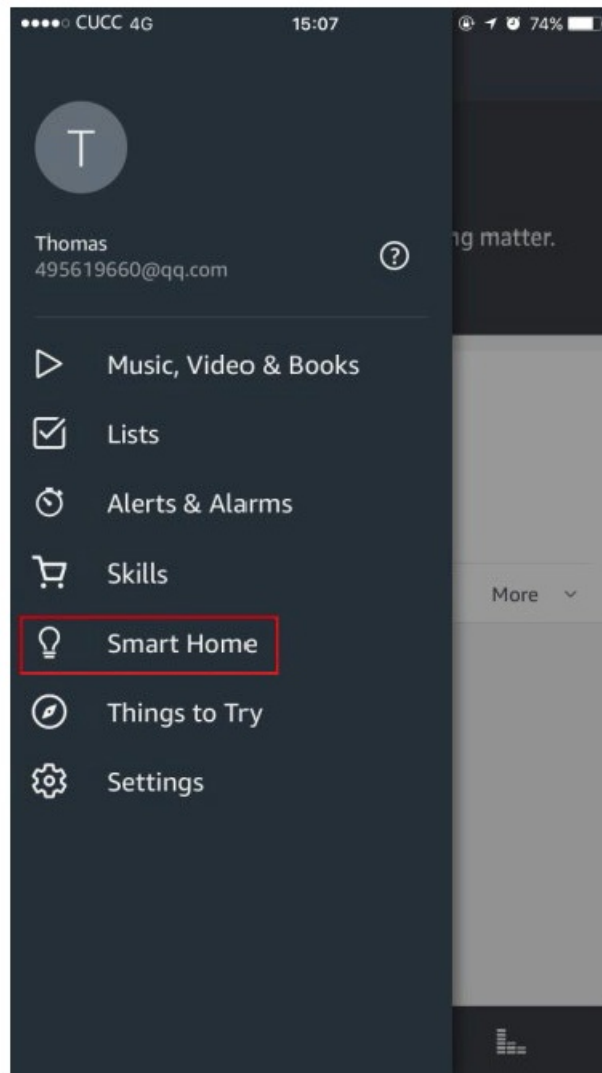 CUCC 4G 15:07 74%
T
Thomas
495619660@qq.com
ng matter.
Music, Video & Books
Lists
Alerts & Alarms
Skills
More
Smart Home
Things to Try
Settings